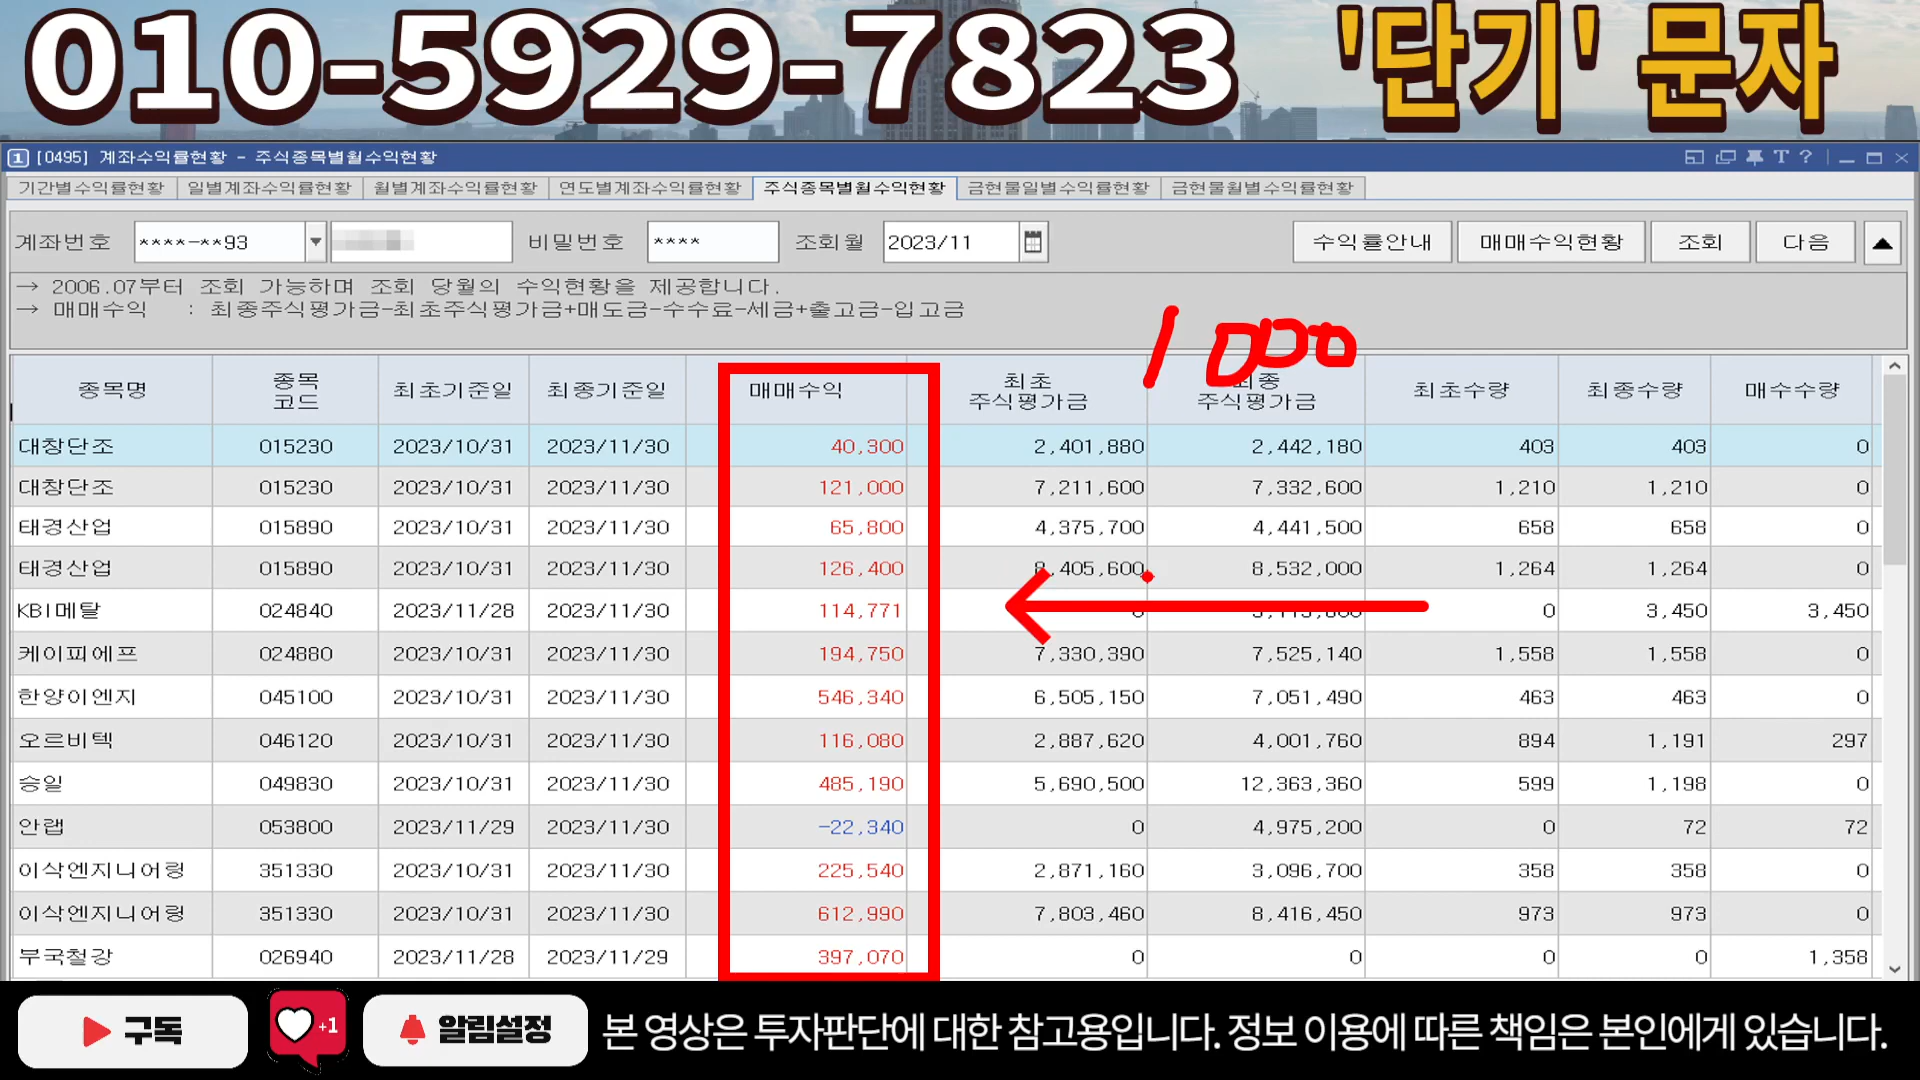 010-5929-7823 '단기' 문자
1 [0495] 계좌수익률현황 - 주식종목별월수익현황
기간별수익률현황 일별계좌수익률현황 월별계좌수익률현황 연도별계좌수익률현황 주식종목별월수익현황 금현물일별수익률현황 금현물월별수익률현황
계좌번호 ****-**93 비밀번호 **** 조회월 2023/11 수익률안내 매매수익현황 조회 다음
→ 2006.07부터 조회 가능하며 조회 당월의 수익현황을 제공합니다.
→ 매매수익 : 최종주식평가금-최초주식평가금+매도금-수수료-세금+출고금-입고금
1000
종목명 종목코드 최초기준일 최종기준일 매매수익 최초주식평가금 최종주식평가금 최초수량 최종수량 매수수량
대창단조 015230 2023/10/31 2023/11/30 40,300 2,401,880 2,442,180 403 403 0
대창단조 015230 2023/10/31 2023/11/30 121,000 7,211,600 7,332,600 1,210 1,210 0
태경산업 015890 2023/10/31 2023/11/30 65,800 4,375,700 4,441,500 658 658 0
태경산업 015890 2023/10/31 2023/11/30 126,400 8,405,600 8,532,000 1,264 1,264 0
KBI메탈 024840 2023/11/28 2023/11/30 114,771 0 3,450 3,450
케이피에프 024880 2023/10/31 2023/11/30 194,750 7,330,390 7,525,140 1,558 1,558 0
한양이엔지 045100 2023/10/31 2023/11/30 546,340 6,505,150 7,051,490 463 463 0
오르비텍 046120 2023/10/31 2023/11/30 116,080 2,887,620 4,001,760 894 1,191 297
승일 049830 2023/10/31 2023/11/30 485,190 5,690,500 12,363,360 599 1,198 0
안랩 053800 2023/11/29 2023/11/30 -22,340 0 4,975,200 0 72 72
이삭엔지니어링 351330 2023/10/31 2023/11/30 225,540 2,871,160 3,096,700 358 358 0
이삭엔지니어링 351330 2023/10/31 2023/11/30 612,990 7,803,460 8,416,450 973 973 0
부국철강 026940 2023/11/28 2023/11/29 397,070 0 0 0 0 1,358
구독 +1 알림설정 본 영상은 투자판단에 대한 참고용입니다. 정보 이용에 따른 책임은 본인에게 있습니다.